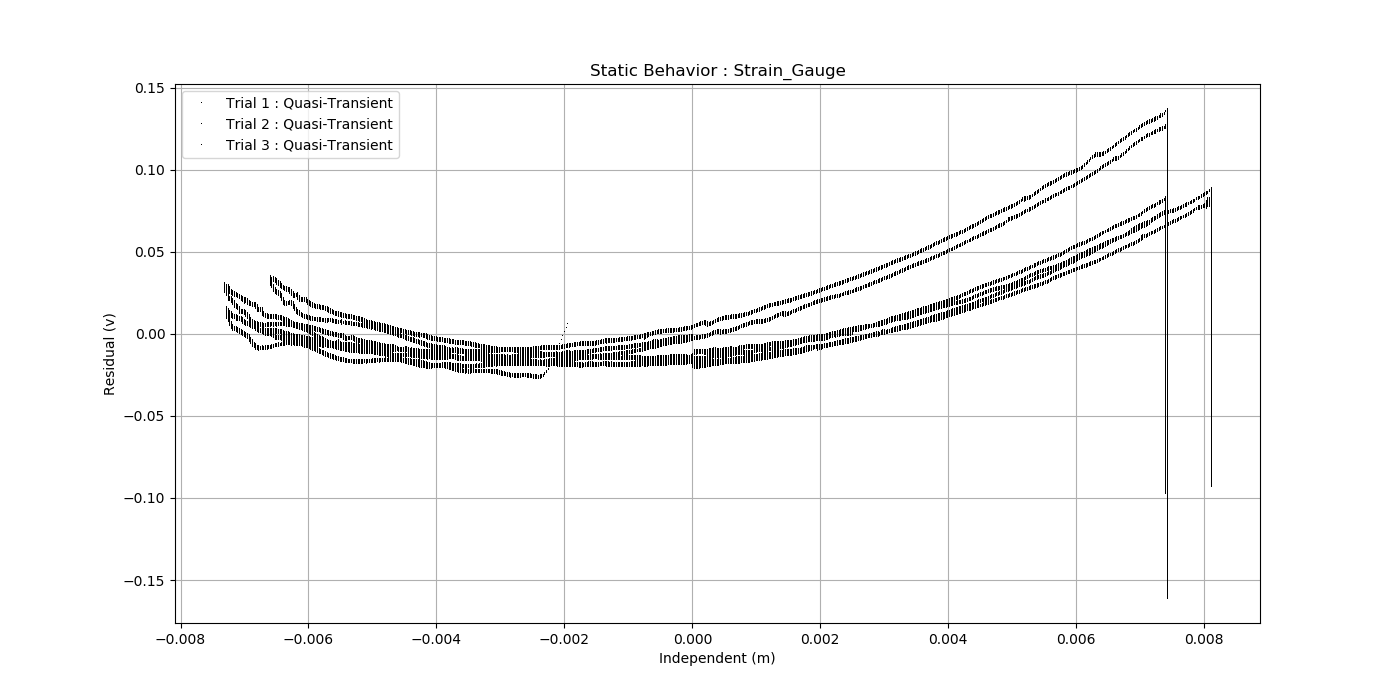 Static Behavior : Strain_Gauge
0.15
Trial 1 : Quasi-Transient
Trial 2 : Quasi-Transient
Trial 3 : Quasi-Transient
0.10
0.05
0.00
−0.05
−0.10
−0.15
Residual (v)
−0.008 −0.006 −0.004 −0.002 0.000 0.002 0.004 0.006 0.008
Independent (m)